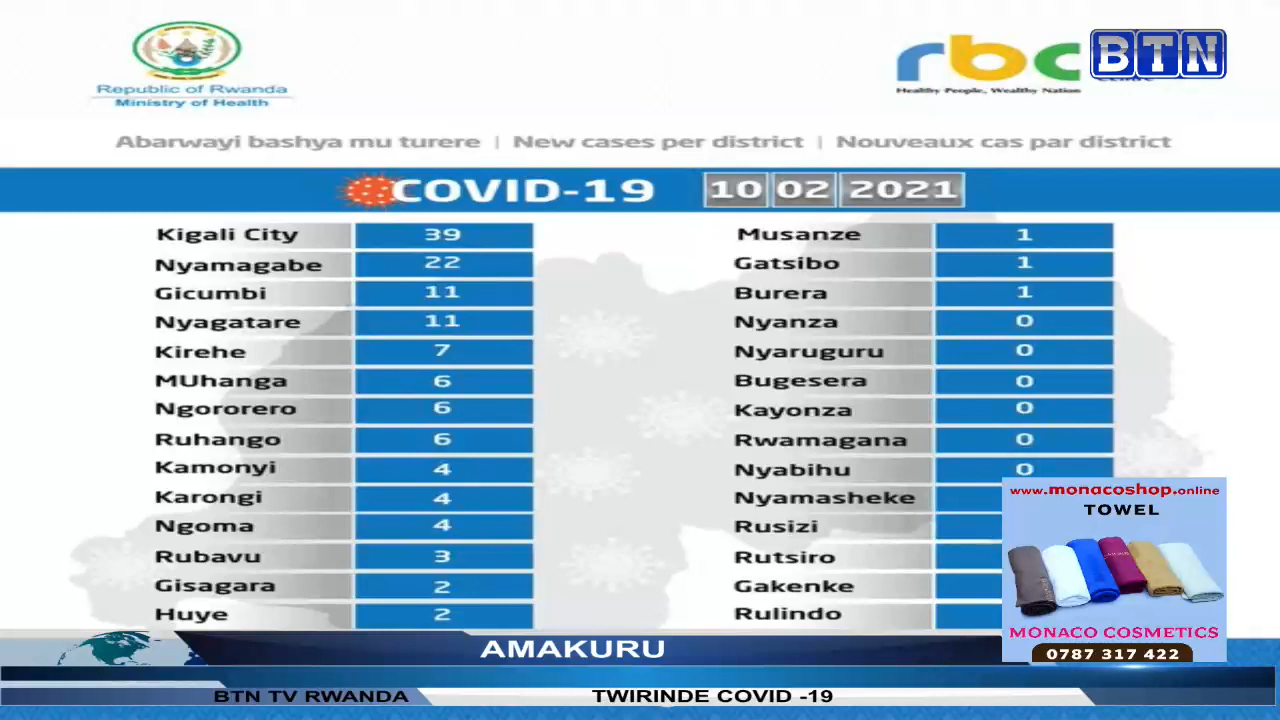 Republic of Rwanda
Ministry of Health
rbc
Healthy People, Wealthy Nation
BTN
Abarwayi bashya mu turere | New cases per district | Nouveaux cas par district
COVID-19 10 02 2021
Kigali City 39
Nyamagabe 22
Gicumbi 11
Nyagatare 11
Kirehe 7
MUhanga 6
Ngororero 6
Ruhango 6
Kamonyi 4
Karongi 4
Ngoma 4
Rubavu 3
Gisagara 2
Huye 2
Musanze 1
Gatsibo 1
Burera 1
Nyanza 0
Nyaruguru 0
Bugesera 0
Kayonza 0
Rwamagana 0
Nyabihu 0
Nyamasheke
Rusizi
Rutsiro
Gakenke
Rulindo
www.monacoshop.online
TOWEL
MONACO COSMETICS
0787 317 422
AMAKURU
BTN TV RWANDA TWIRINDE COVID -19